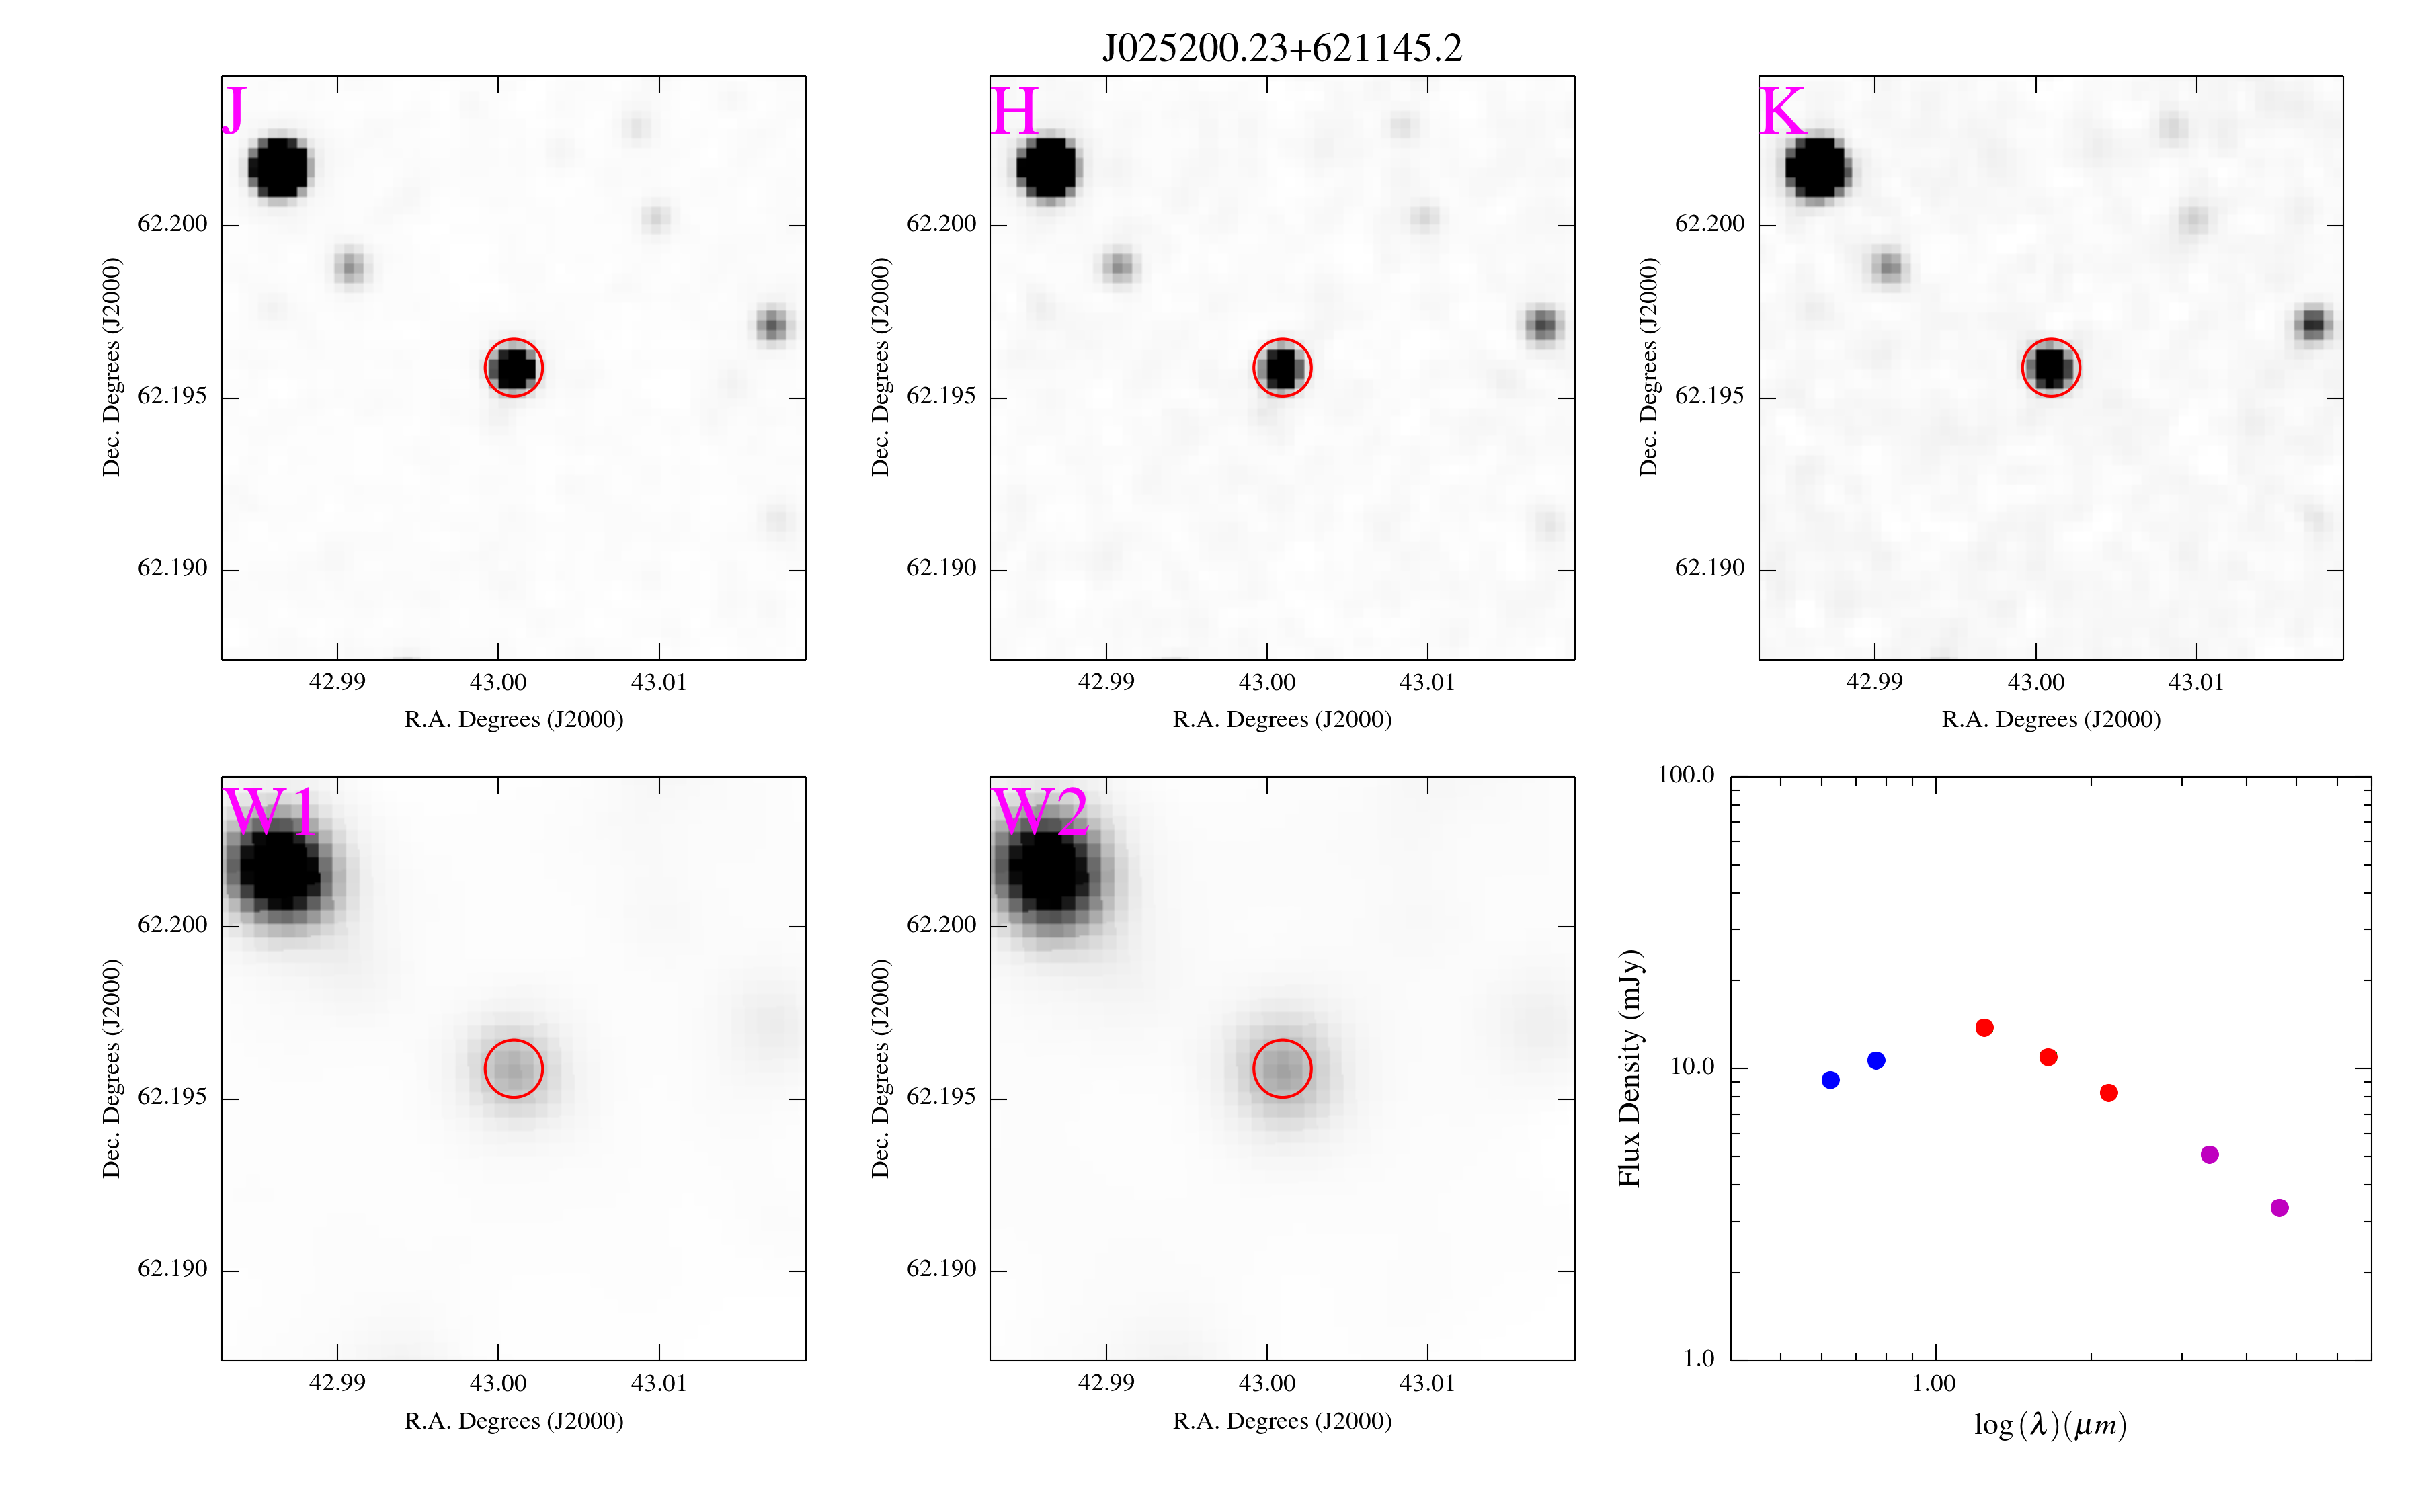 J025200.23+621145.2
J
62.200
62.195
62.190
Dec. Degrees (J2000)
42.99 43.00 43.01
R.A. Degrees (J2000)
H
62.200
62.195
62.190
Dec. Degrees (J2000)
42.99 43.00 43.01
R.A. Degrees (J2000)
K
62.200
62.195
62.190
Dec. Degrees (J2000)
42.99 43.00 43.01
R.A. Degrees (J2000)
W1
62.200
62.195
62.190
Dec. Degrees (J2000)
42.99 43.00 43.01
R.A. Degrees (J2000)
W2
62.200
62.195
62.190
Dec. Degrees (J2000)
42.99 43.00 43.01
R.A. Degrees (J2000)
100.0
10.0
1.0
Flux Density (mJy)
1.00
log(λ)(μm)